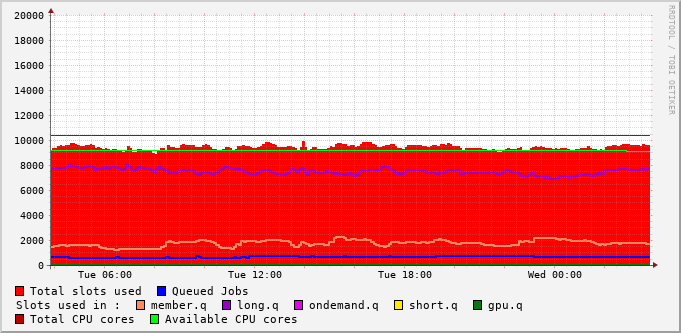 RRDTOOL / TOBI OETIKER
20000
18000
16000
14000
12000
10000
8000
6000
4000
2000
0
Tue 06:00 Tue 12:00 Tue 18:00 Wed 00:00
Total slots used Queued Jobs
Slots used in : member.q long.q ondemand.q short.q gpu.q
Total CPU cores Available CPU cores